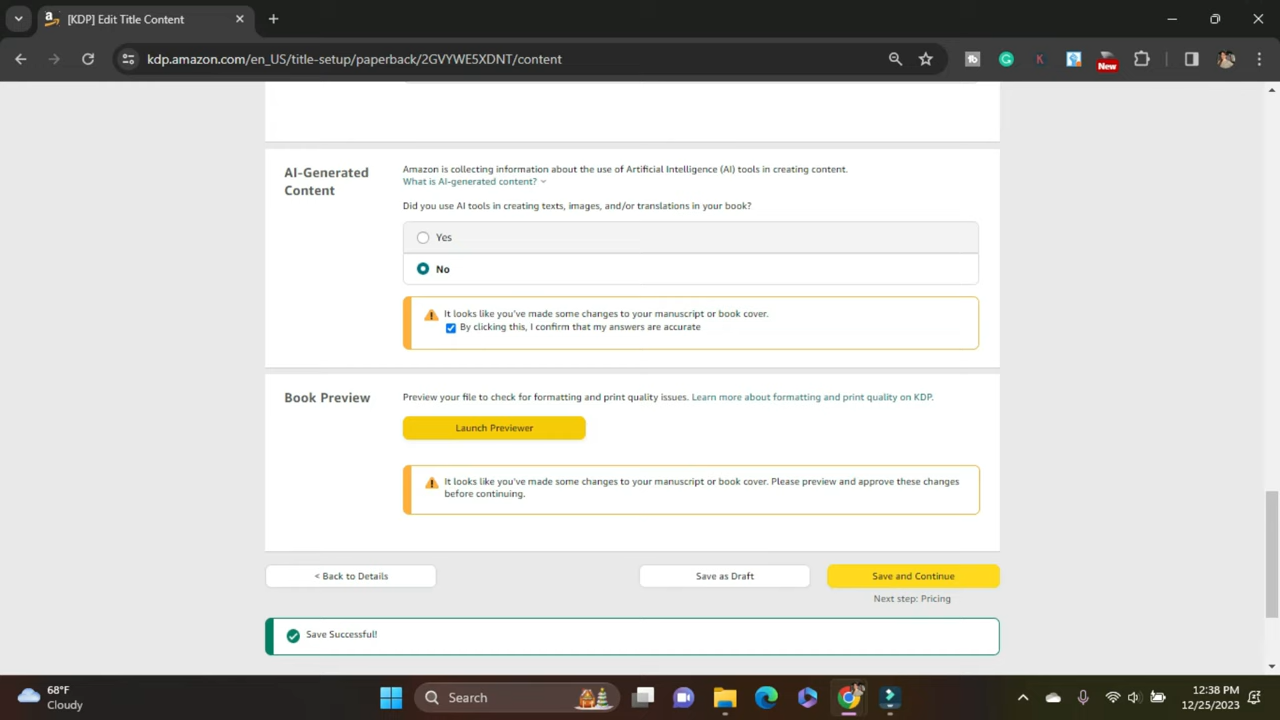 [KDP] Edit Title Content
kdp.amazon.com/en_US/title-setup/paperback/2GVYWE5XDNT/content
New
AI-Generated
Content
Amazon is collecting information about the use of Artificial Intelligence (AI) tools in creating content.
What is AI-generated content?
Did you use AI tools in creating texts, images, and/or translations in your book?
Yes
No
It looks like you've made some changes to your manuscript or book cover.
By clicking this, I confirm that my answers are accurate
Book Preview
Preview your file to check for formatting and print quality issues. Learn more about formatting and print quality on KDP.
Launch Previewer
It looks like you've made some changes to your manuscript or book cover. Please preview and approve these changes
before continuing.
< Back to Details
Save as Draft
Save and Continue
Next step: Pricing
Save Successful!
68°F
Cloudy
Search
12:38 PM
12/25/2023